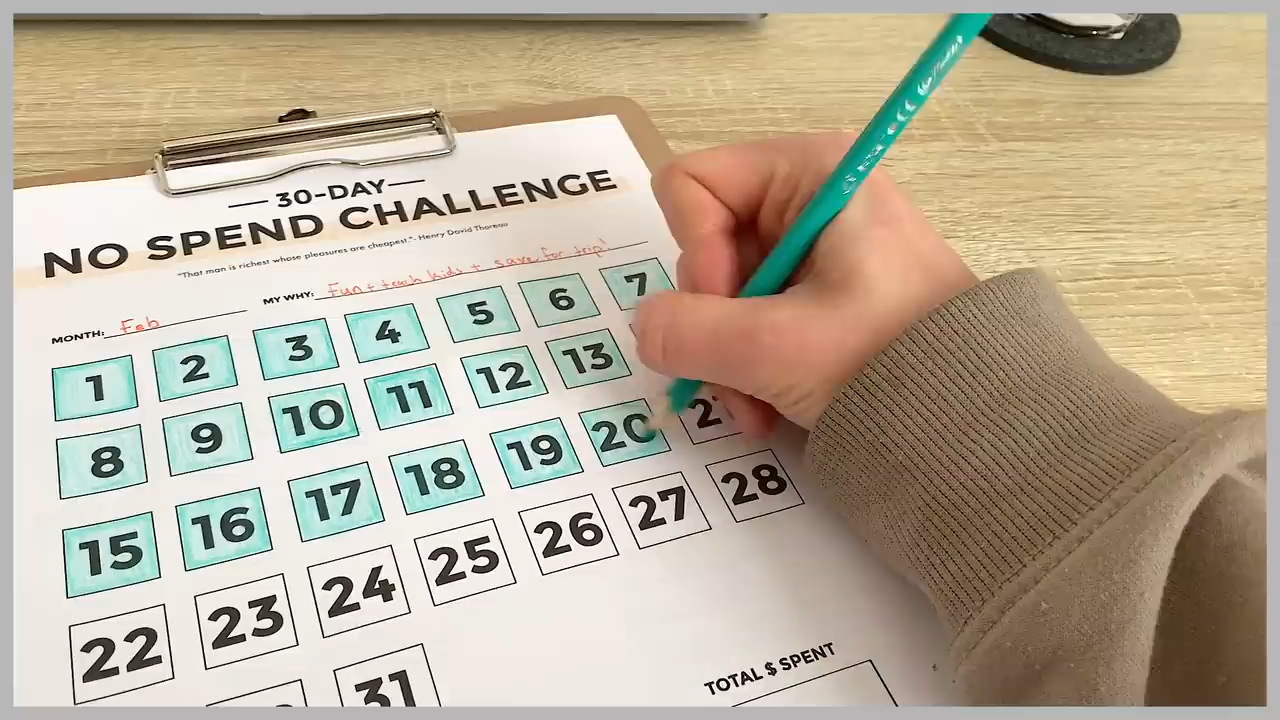 30-DAY
NO SPEND CHALLENGE
"That man is richest whose pleasures are cheapest."- Henry David Thoreau
MONTH: Feb MY WHY: Fun + teach kids + save for trip!
1 2 3 4 5 6 7
8 9 10 11 12 13
15 16 17 18 19 20
22 23 24 25 26 27 28
31
TOTAL $ SPENT